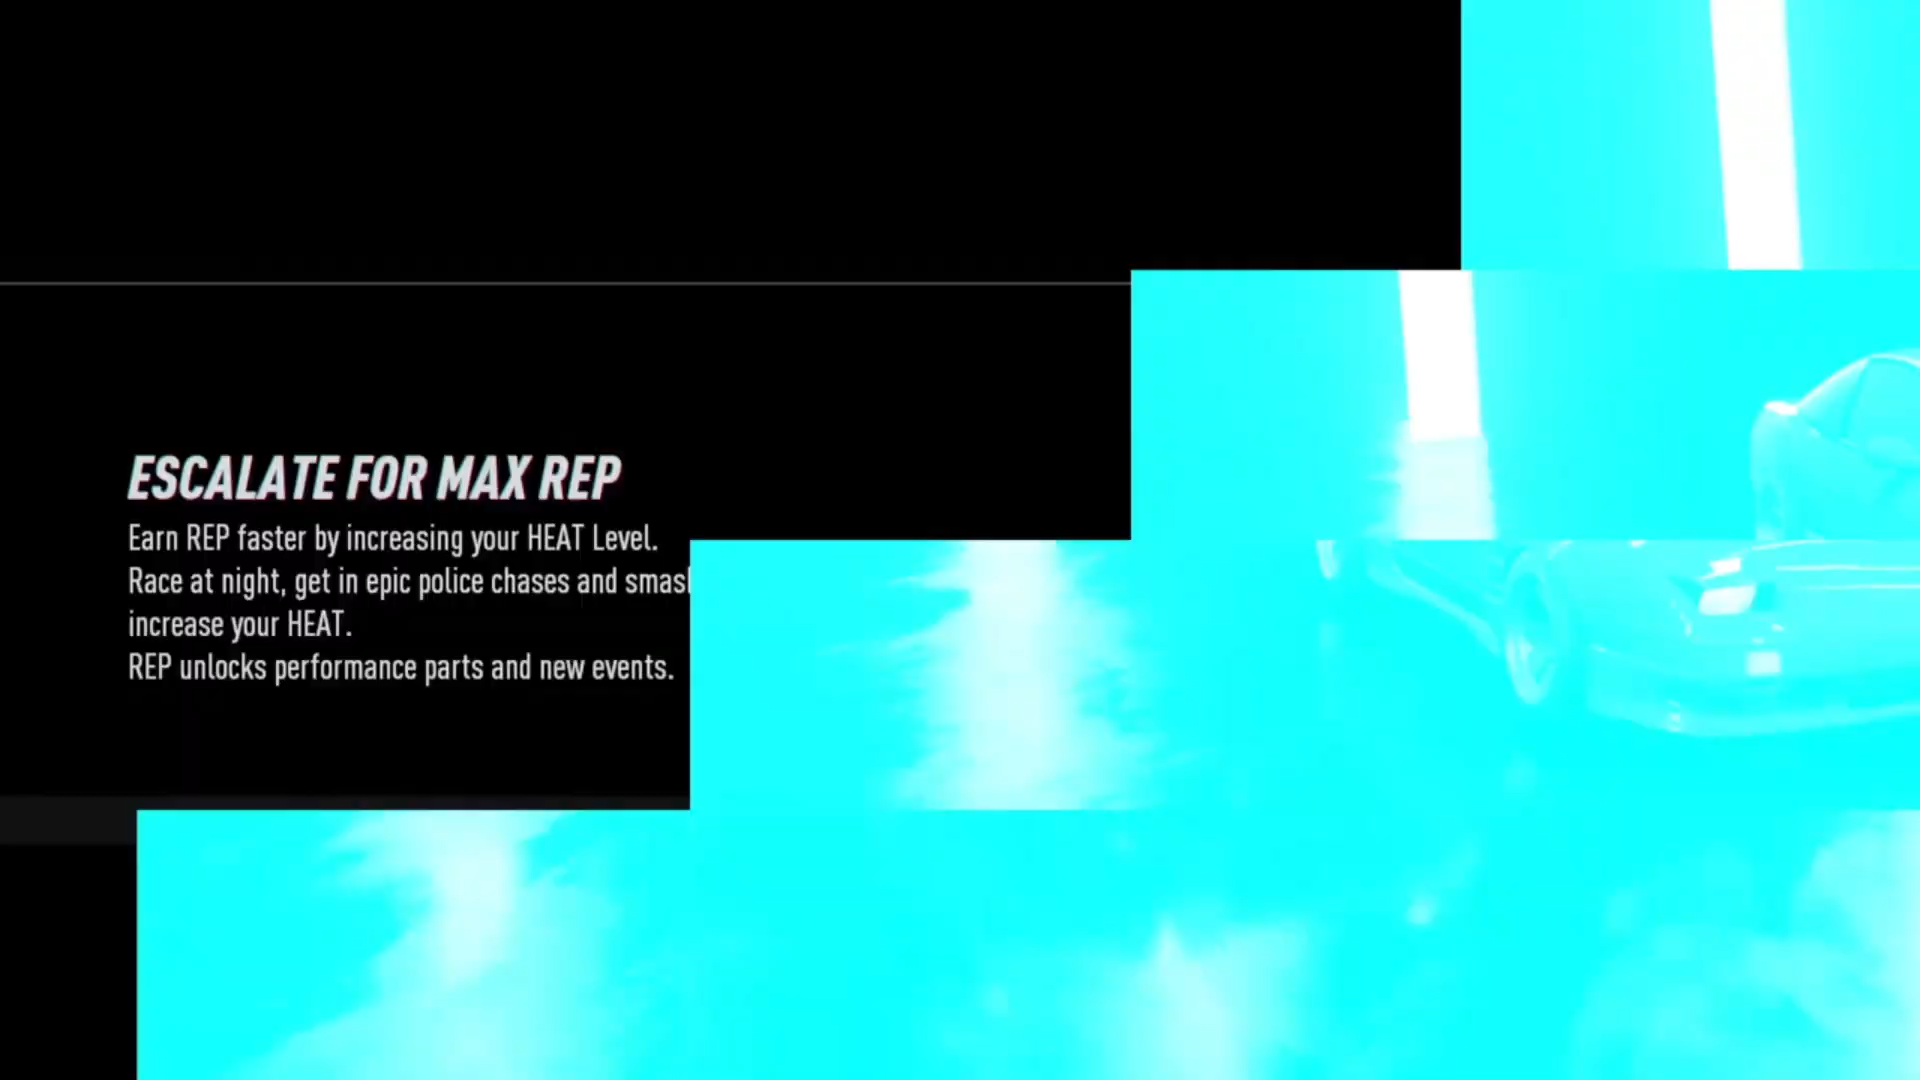 ESCALATE FOR MAX REP
Earn REP faster by increasing your HEAT Level.
Race at night, get in epic police chases and
increase your HEAT.
REP unlocks performance parts and new events.